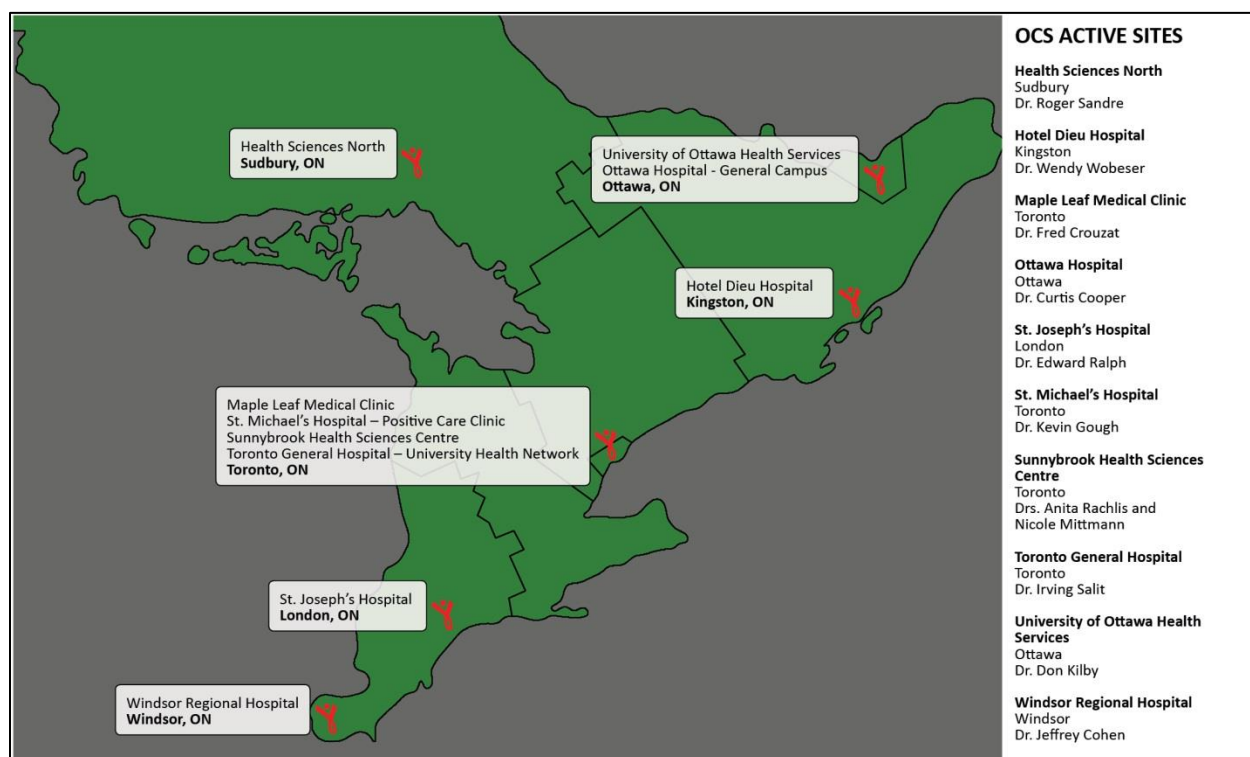 Health Sciences North
Sudbury, ON
University of Ottawa Health Services
Ottawa Hospital - General Campus
Ottawa, ON
Hotel Dieu Hospital
Kingston, ON
Maple Leaf Medical Clinic
St. Michael’s Hospital – Positive Care Clinic
Sunnybrook Health Sciences Centre
Toronto General Hospital – University Health Network
Toronto, ON
St. Joseph’s Hospital
London, ON
Windsor Regional Hospital
Windsor, ON
OCS ACTIVE SITES
Health Sciences North
Sudbury
Dr. Roger Sandre
Hotel Dieu Hospital
Kingston
Dr. Wendy Wobeser
Maple Leaf Medical Clinic
Toronto
Dr. Fred Crouzat
Ottawa Hospital
Ottawa
Dr. Curtis Cooper
St. Joseph’s Hospital
London
Dr. Edward Ralph
St. Michael’s Hospital
Toronto
Dr. Kevin Gough
Sunnybrook Health Sciences
Centre
Toronto
Drs. Anita Rachlis and
Nicole Mittmann
Toronto General Hospital
Toronto
Dr. Irving Salit
University of Ottawa Health
Services
Ottawa
Dr. Don Kilby
Windsor Regional Hospital
Windsor
Dr. Jeffrey Cohen